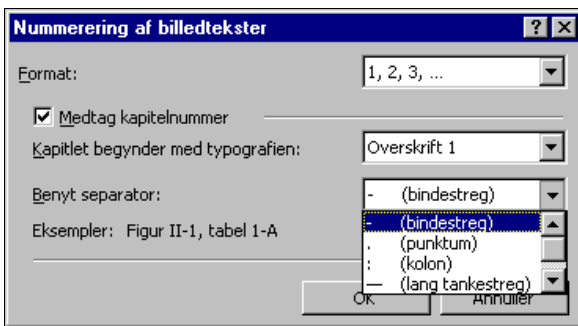 Nummerering af billedtekster
Format: 1, 2, 3, ...
Medtag kapitelnummer
Kapitlet begynder med typografien: Overskrift 1
Benyt separator: - (bindestreg)
- (bindestreg)
Eksempler: Figur II-1, tabel 1-A
. (punktum)
: (kolon)
— (lang tankestreg)
OK Annuller